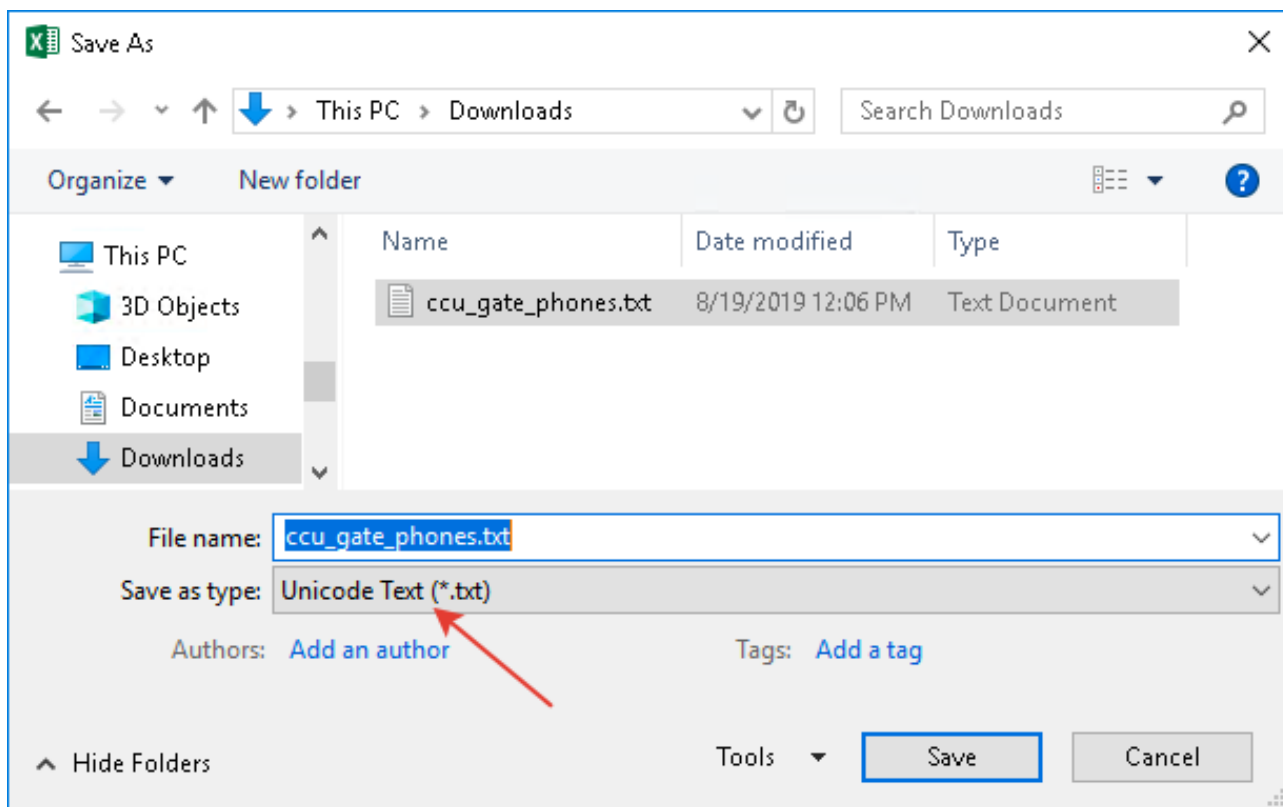 Save As
This PC > Downloads
Search Downloads
Organize
New folder
?
Name
Date modified
Type
This PC
3D Objects
Desktop
Documents
Downloads
ccu_gate_phones.txt
8/19/2019 12:06 PM
Text Document
File name: ccu_gate_phones.txt
Save as type: Unicode Text (*.txt)
Authors: Add an author
Tags: Add a tag
Hide Folders
Tools
Save
Cancel